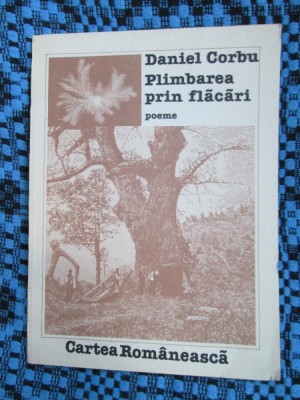 Daniel Corbu
Plimbarea
prin flăcări
poeme
Cartea Românească